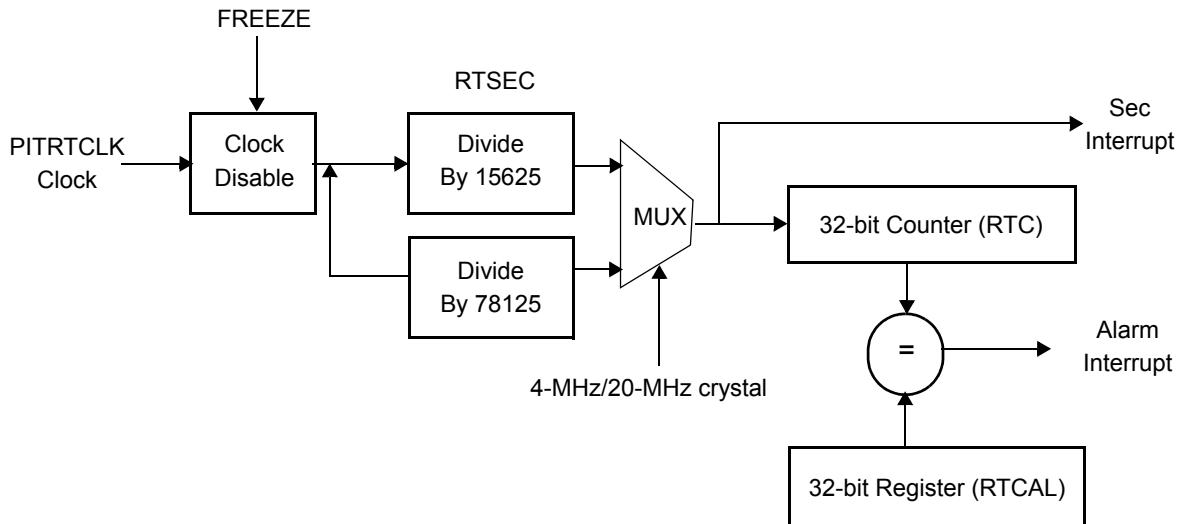 FREEZE
RTSEC
PITRTCLK
Clock
Clock
Disable
Divide
By 15625
Divide
By 78125
MUX
4-MHz/20-MHz crystal
Sec
Interrupt
32-bit Counter (RTC)
=
Alarm
Interrupt
32-bit Register (RTCAL)